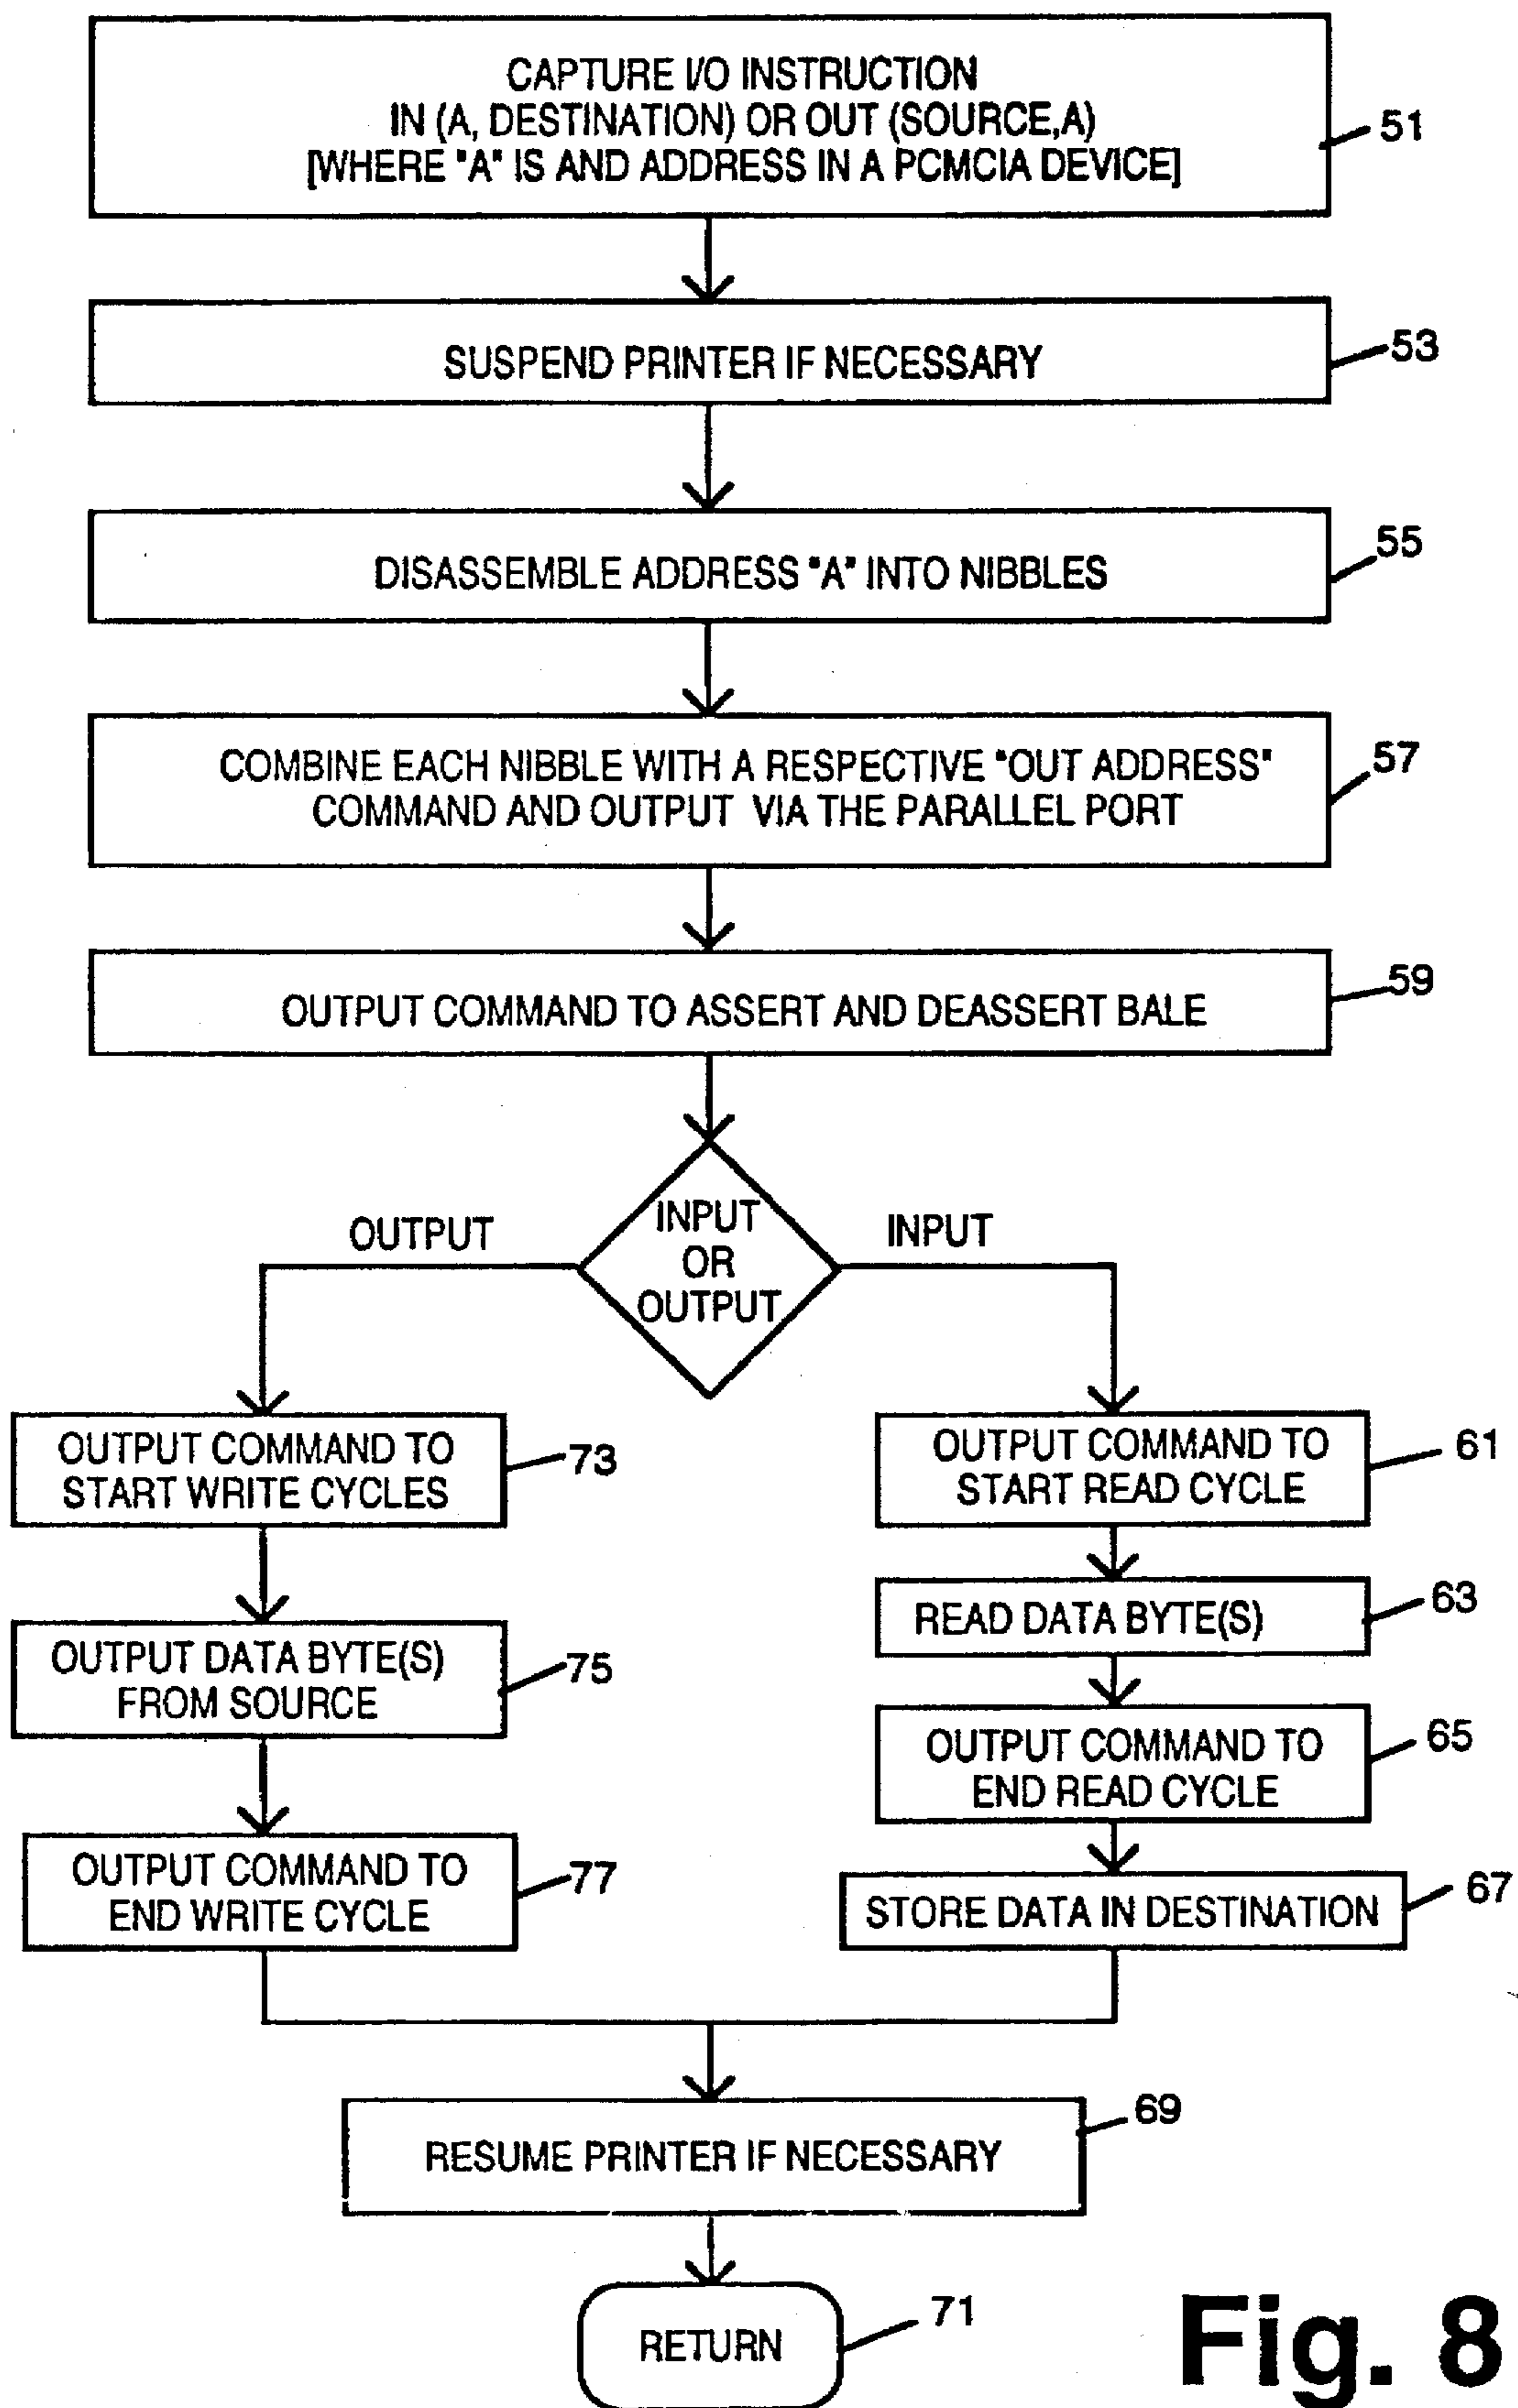 CAPTURE I/O INSTRUCTION
IN (A, DESTINATION) OR OUT (SOURCE,A)
[WHERE "A" IS AND ADDRESS IN A PCMCIA DEVICE]
51
SUSPEND PRINTER IF NECESSARY
53
DISASSEMBLE ADDRESS "A" INTO NIBBLES
55
COMBINE EACH NIBBLE WITH A RESPECTIVE "OUT ADDRESS"
COMMAND AND OUTPUT VIA THE PARALLEL PORT
57
OUTPUT COMMAND TO ASSERT AND DEASSERT BALE
59
INPUT
OR
OUTPUT
OUTPUT
INPUT
OUTPUT COMMAND TO
START WRITE CYCLES
73
OUTPUT DATA BYTE(S)
FROM SOURCE
75
OUTPUT COMMAND TO
END WRITE CYCLE
77
OUTPUT COMMAND TO
START READ CYCLE
61
READ DATA BYTE(S)
63
OUTPUT COMMAND TO
END READ CYCLE
65
STORE DATA IN DESTINATION
67
RESUME PRINTER IF NECESSARY
69
RETURN
71
Fig. 8